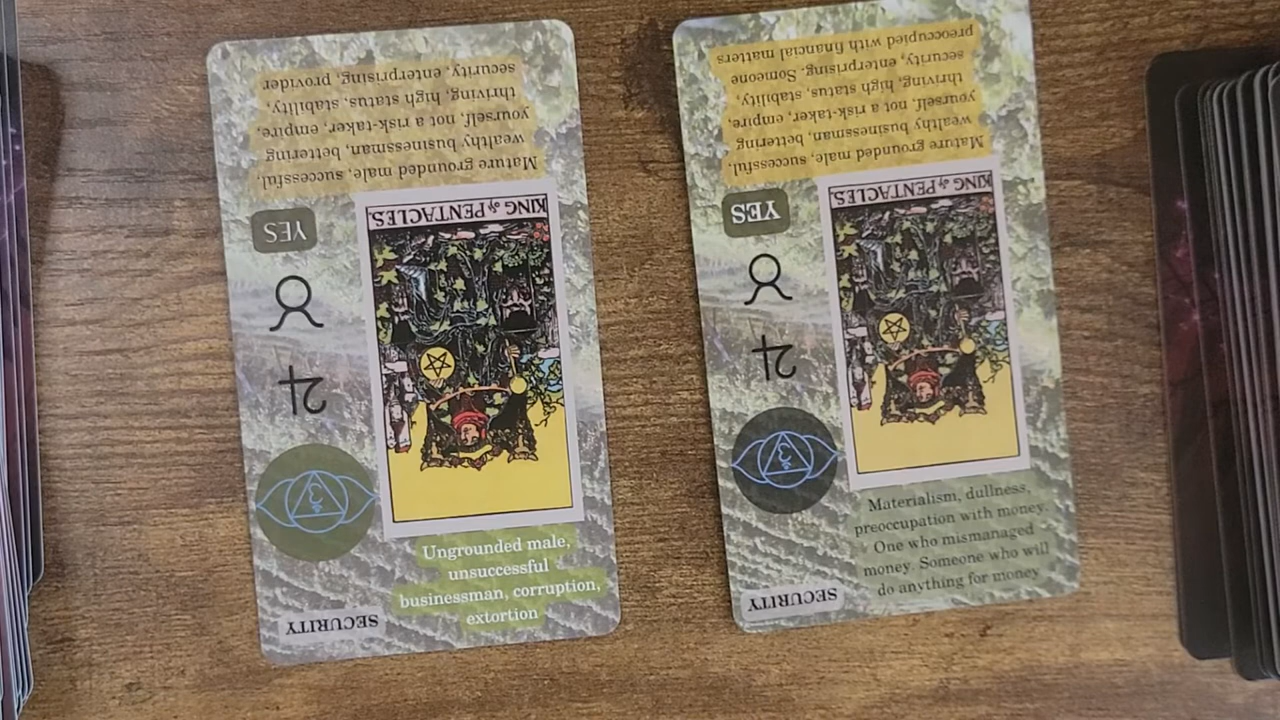 Mature grounded male, successful,
wealthy businessman, bettering
yourself, not a risk-taker, empire,
thriving, high status, stability,
security, enterprising, provider
YES
KING of PENTACLES.
Ungrounded male,
unsuccessful
businessman, corruption,
extortion
SECURITY
Mature grounded male, successful,
wealthy businessman, bettering
yourself, not a risk-taker, empire,
thriving, high status, stability,
security, enterprising. Someone
preoccupied with financial matters
YES
KING of PENTACLES.
Materialism, dullness,
preoccupation with money.
One who mismanaged
money. Someone who will
do anything for money
SECURITY